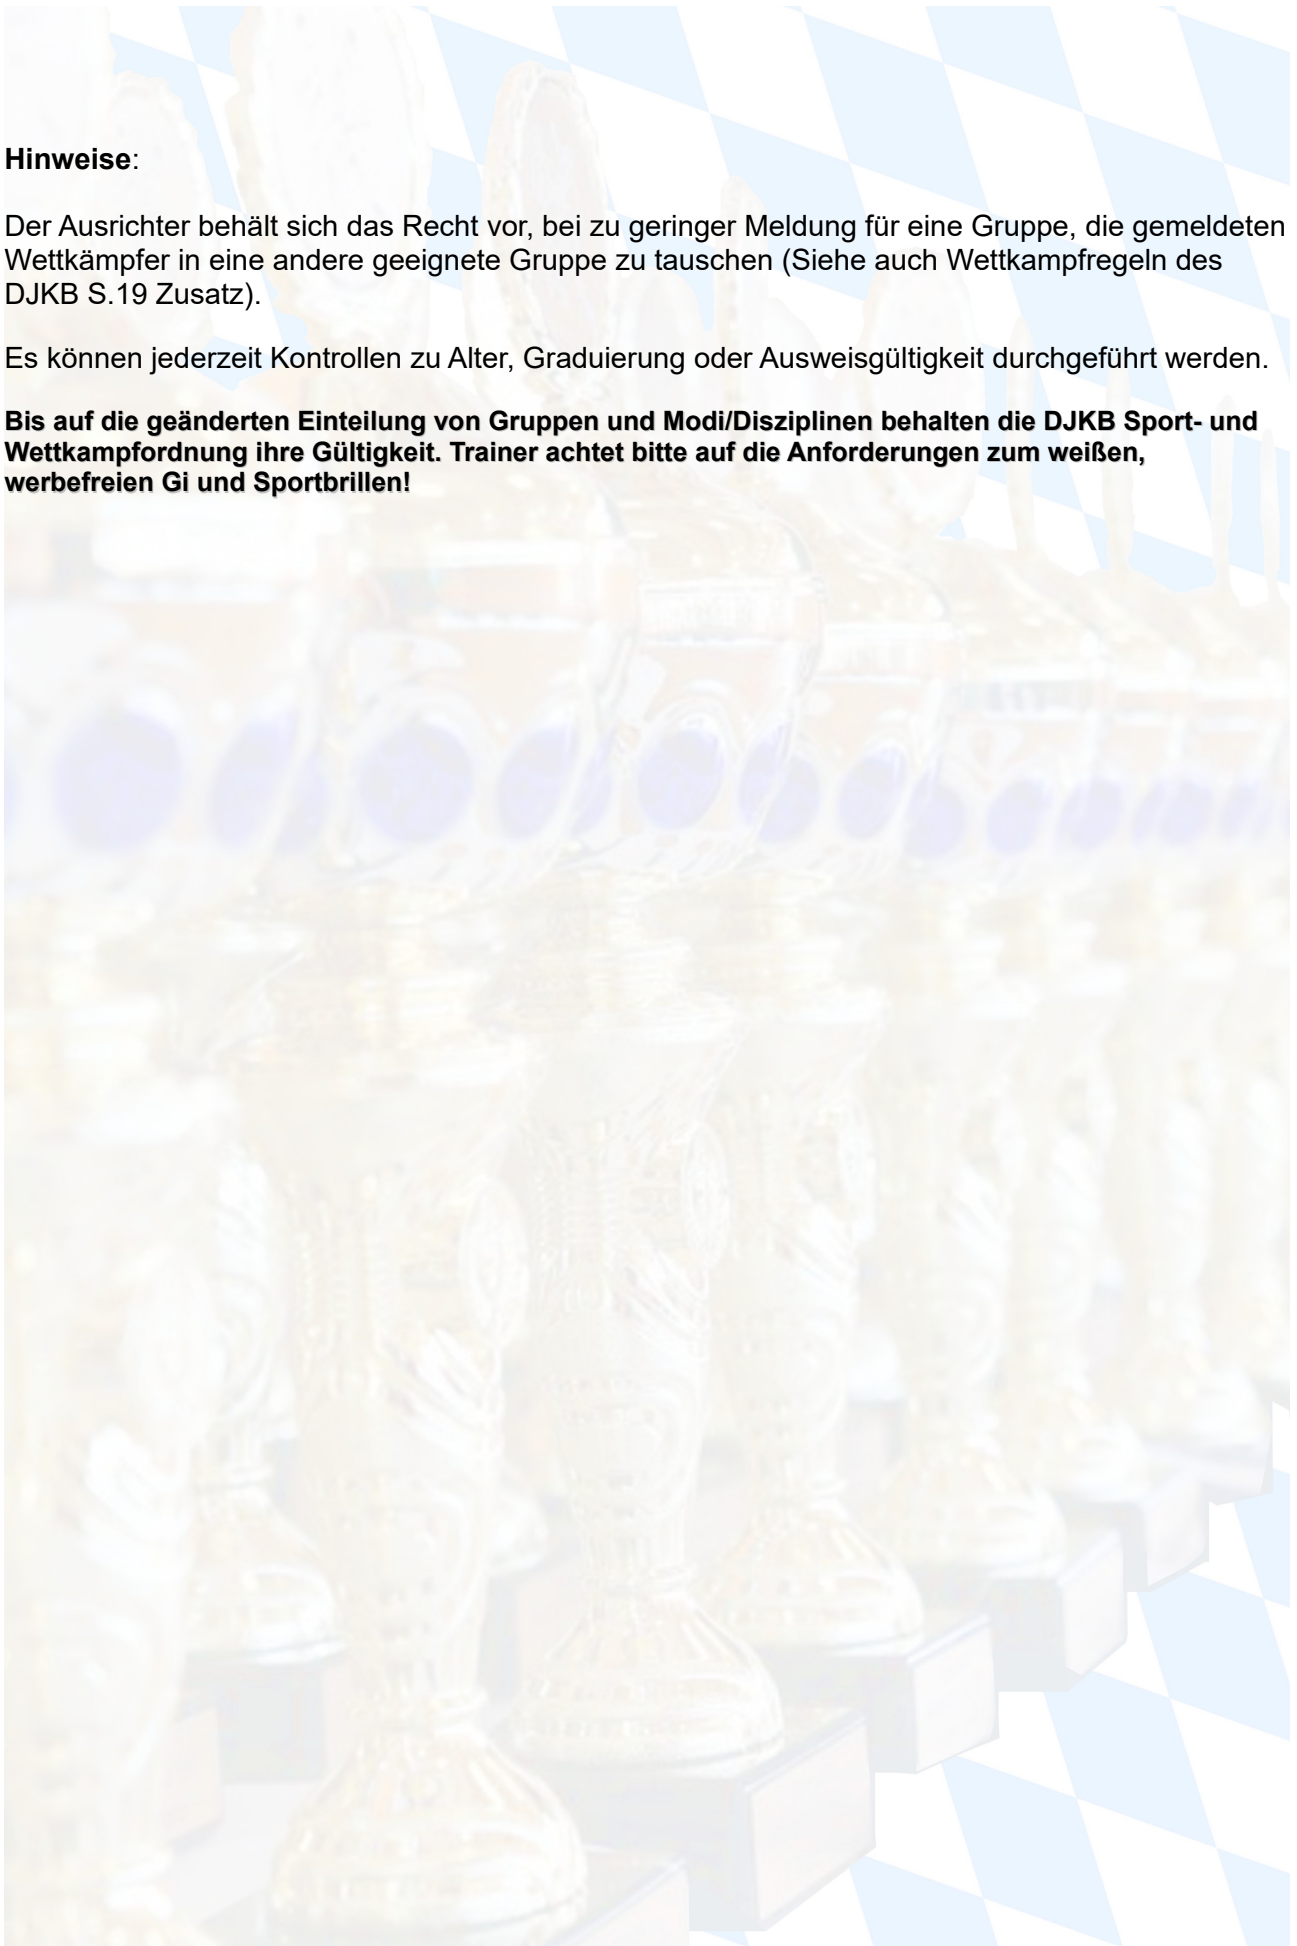 Hinweise:
Der Ausrichter behält sich das Recht vor, bei zu geringer Meldung für eine Gruppe, die gemeldeten
Wettkämpfer in eine andere geeignete Gruppe zu tauschen (Siehe auch Wettkampfregeln des
DJKB S.19 Zusatz).
Es können jederzeit Kontrollen zu Alter, Graduierung oder Ausweisgültigkeit durchgeführt werden.
Bis auf die geänderten Einteilung von Gruppen und Modi/Disziplinen behalten die DJKB Sport- und
Wettkampfordnung ihre Gültigkeit. Trainer achtet bitte auf die Anforderungen zum weißen,
werbefreien Gi und Sportbrillen!